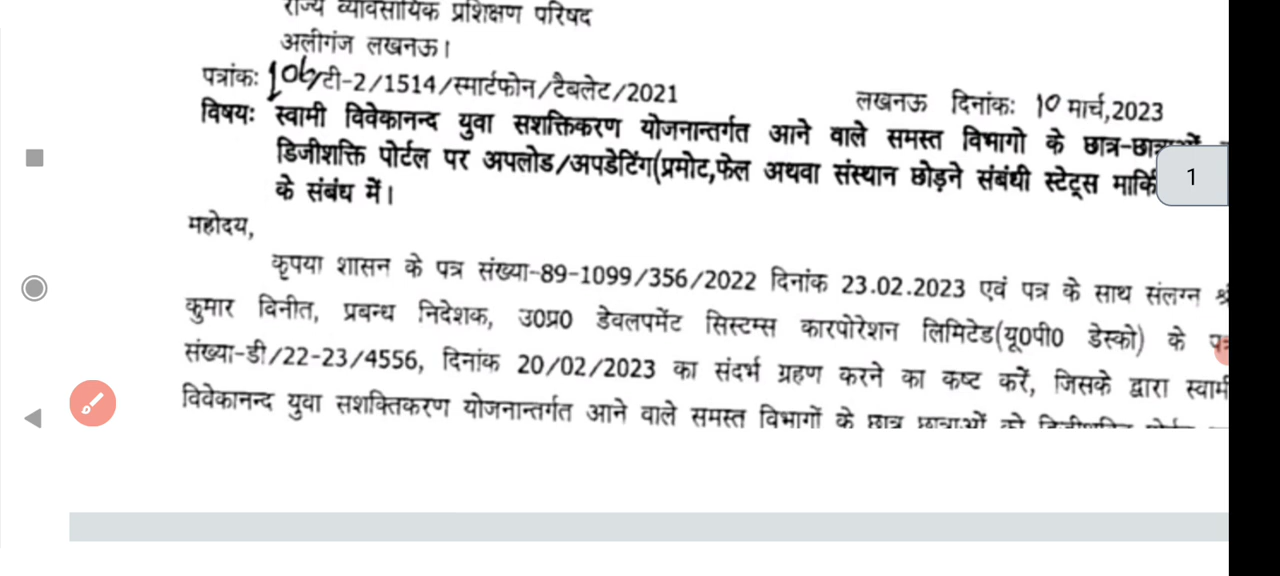 राज्य व्यावसायिक प्रशिक्षण परिषद
अलीगंज लखनऊ।
पत्रांकः 106/टी-2/1514/स्मार्टफोन/टैबलेट/2021 लखनऊ दिनांकः 10 मार्च,2023
विषयः स्वामी विवेकानन्द युवा सशक्तिकरण योजनान्तर्गत आने वाले समस्त विभागो के छात्र-छात्राओं
डिजीशक्ति पोर्टल पर अपलोड/अपडेटिंग(प्रमोट,फेल अथवा संस्थान छोड़ने संबंधी स्टेट्स
के संबंध में।
1
महोदय,
कृपया शासन के पत्र संख्या-89-1099/356/2022 दिनांक 23.02.2023 एवं पत्र के साथ संलग्न
कुमार विनीत, प्रबन्ध निदेशक, उ0प्र0 डेवलपमेंट सिस्टम्स कारपोरेशन लिमिटेड(यू0पी0 डेस्को) के
संख्या-डी/22-23/4556, दिनांक 20/02/2023 का संदर्भ ग्रहण करने का कष्ट करें, जिसके द्वारा स्वामी
विवेकानन्द युवा सशक्तिकरण योजनान्तर्गत आने वाले समस्त विभागों के छात्र छात्राओं को